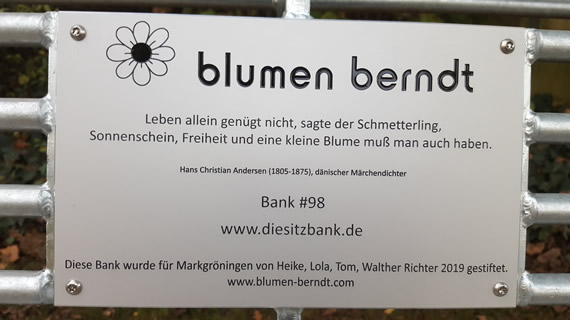 blumen berndt
Leben allein genügt nicht, sagte der Schmetterling,
Sonnenschein, Freiheit und eine kleine Blume muß man auch haben.
Hans Christian Andersen (1805-1875), dänischer Märchendichter
Bank #98
www.diesitzbank.de
Diese Bank wurde für Markgröningen von Heike, Lola, Tom, Walther Richter 2019 gestiftet.
www.blumen-berndt.com